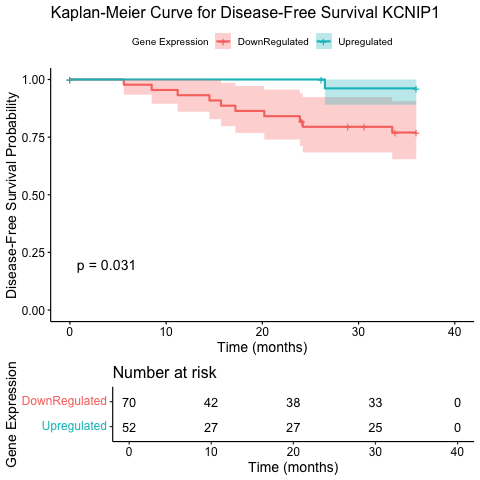 Kaplan-Meier Curve for Disease-Free Survival KCNIP1
Gene Expression DownRegulated Upregulated
Disease-Free Survival Probability
1.00
0.75
0.50
0.25
0.00
p = 0.031
0 10 20 30 40
Time (months)
Number at risk
Gene Expression
DownRegulated 70 42 38 33 0
Upregulated 52 27 27 25 0
0 10 20 30 40
Time (months)